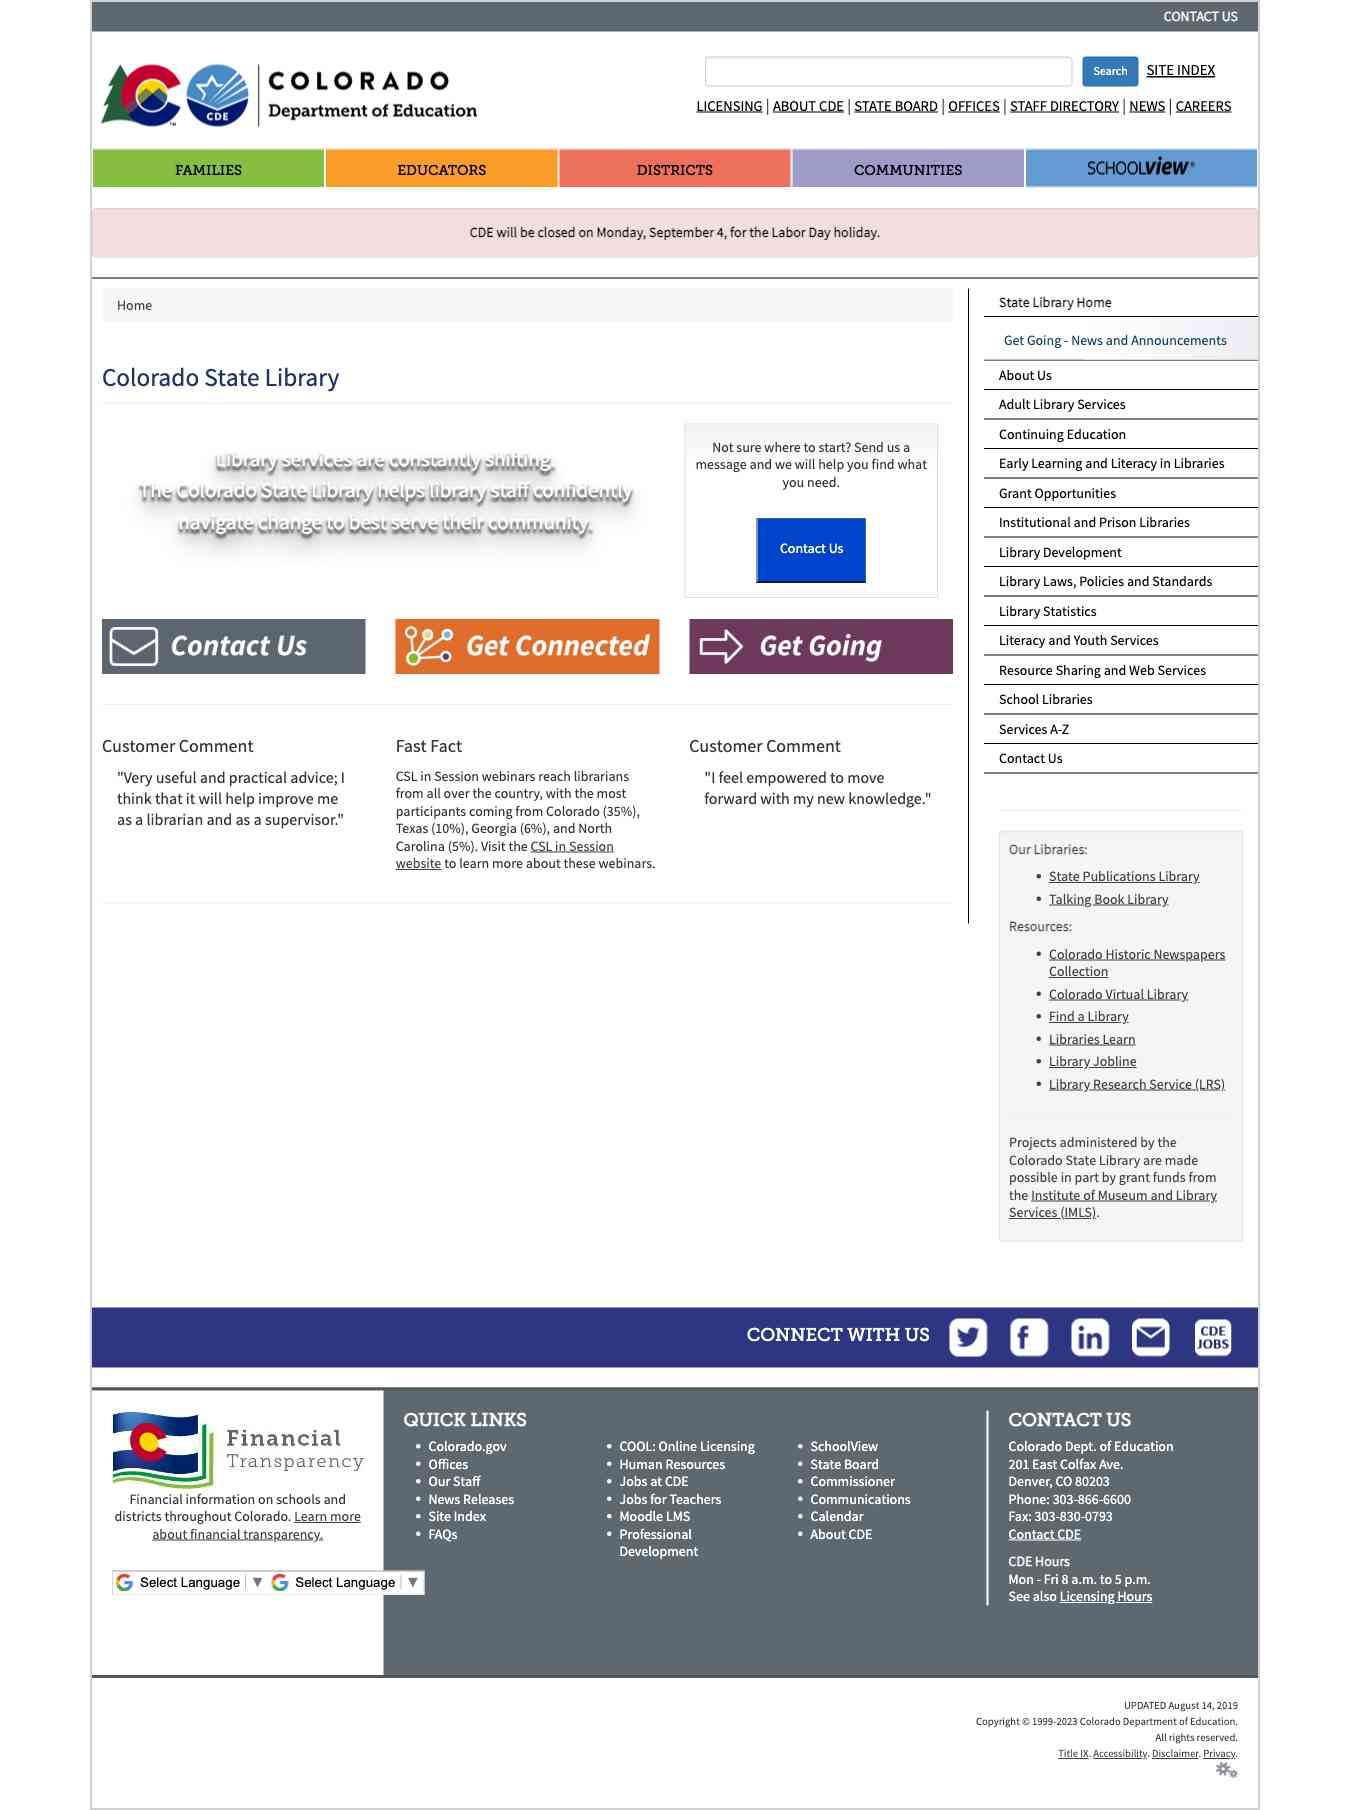 CONTACT US
COLORADO
Department of Education
CDE
TM
Search
SITE INDEX
LICENSING | ABOUT CDE | STATE BOARD | OFFICES | STAFF DIRECTORY | NEWS | CAREERS
FAMILIES
EDUCATORS
DISTRICTS
COMMUNITIES
SCHOOLview®
CDE will be closed on Monday, September 4, for the Labor Day holiday.
Home
Colorado State Library
Library services are constantly shifting.
The Colorado State Library helps library staff confidently
navigate change to best serve their community.
Not sure where to start? Send us a
message and we will help you find what
you need.
Contact Us
Contact Us
Get Connected
Get Going
Customer Comment
"Very useful and practical advice; I
think that it will help improve me
as a librarian and as a supervisor."
Fast Fact
CSL in Session webinars reach librarians
from all over the country, with the most
participants coming from Colorado (35%),
Texas (10%), Georgia (6%), and North
Carolina (5%). Visit the CSL in Session
website to learn more about these webinars.
Customer Comment
"I feel empowered to move
forward with my new knowledge."
State Library Home
Get Going - News and Announcements
About Us
Adult Library Services
Continuing Education
Early Learning and Literacy in Libraries
Grant Opportunities
Institutional and Prison Libraries
Library Development
Library Laws, Policies and Standards
Library Statistics
Literacy and Youth Services
Resource Sharing and Web Services
School Libraries
Services A-Z
Contact Us
Our Libraries:
• State Publications Library
• Talking Book Library
Resources:
• Colorado Historic Newspapers
Collection
• Colorado Virtual Library
• Find a Library
• Libraries Learn
• Library Jobline
• Library Research Service (LRS)
Projects administered by the
Colorado State Library are made
possible in part by grant funds from
the Institute of Museum and Library
Services (IMLS).
CONNECT WITH US
CDE
JOBS
Financial
Transparency
Financial information on schools and
districts throughout Colorado. Learn more
about financial transparency.
Select Language ▼
Select Language ▼
QUICK LINKS
• Colorado.gov
• Offices
• Our Staff
• News Releases
• Site Index
• FAQs
• COOL: Online Licensing
• Human Resources
• Jobs at CDE
• Jobs for Teachers
• Moodle LMS
• Professional
Development
• SchoolView
• State Board
• Commissioner
• Communications
• Calendar
• About CDE
CONTACT US
Colorado Dept. of Education
201 East Colfax Ave.
Denver, CO 80203
Phone: 303-866-6600
Fax: 303-830-0793
Contact CDE
CDE Hours
Mon - Fri 8 a.m. to 5 p.m.
See also Licensing Hours
UPDATED August 14, 2019
Copyright © 1999-2023 Colorado Department of Education.
All rights reserved.
Title IX. Accessibility. Disclaimer. Privacy.